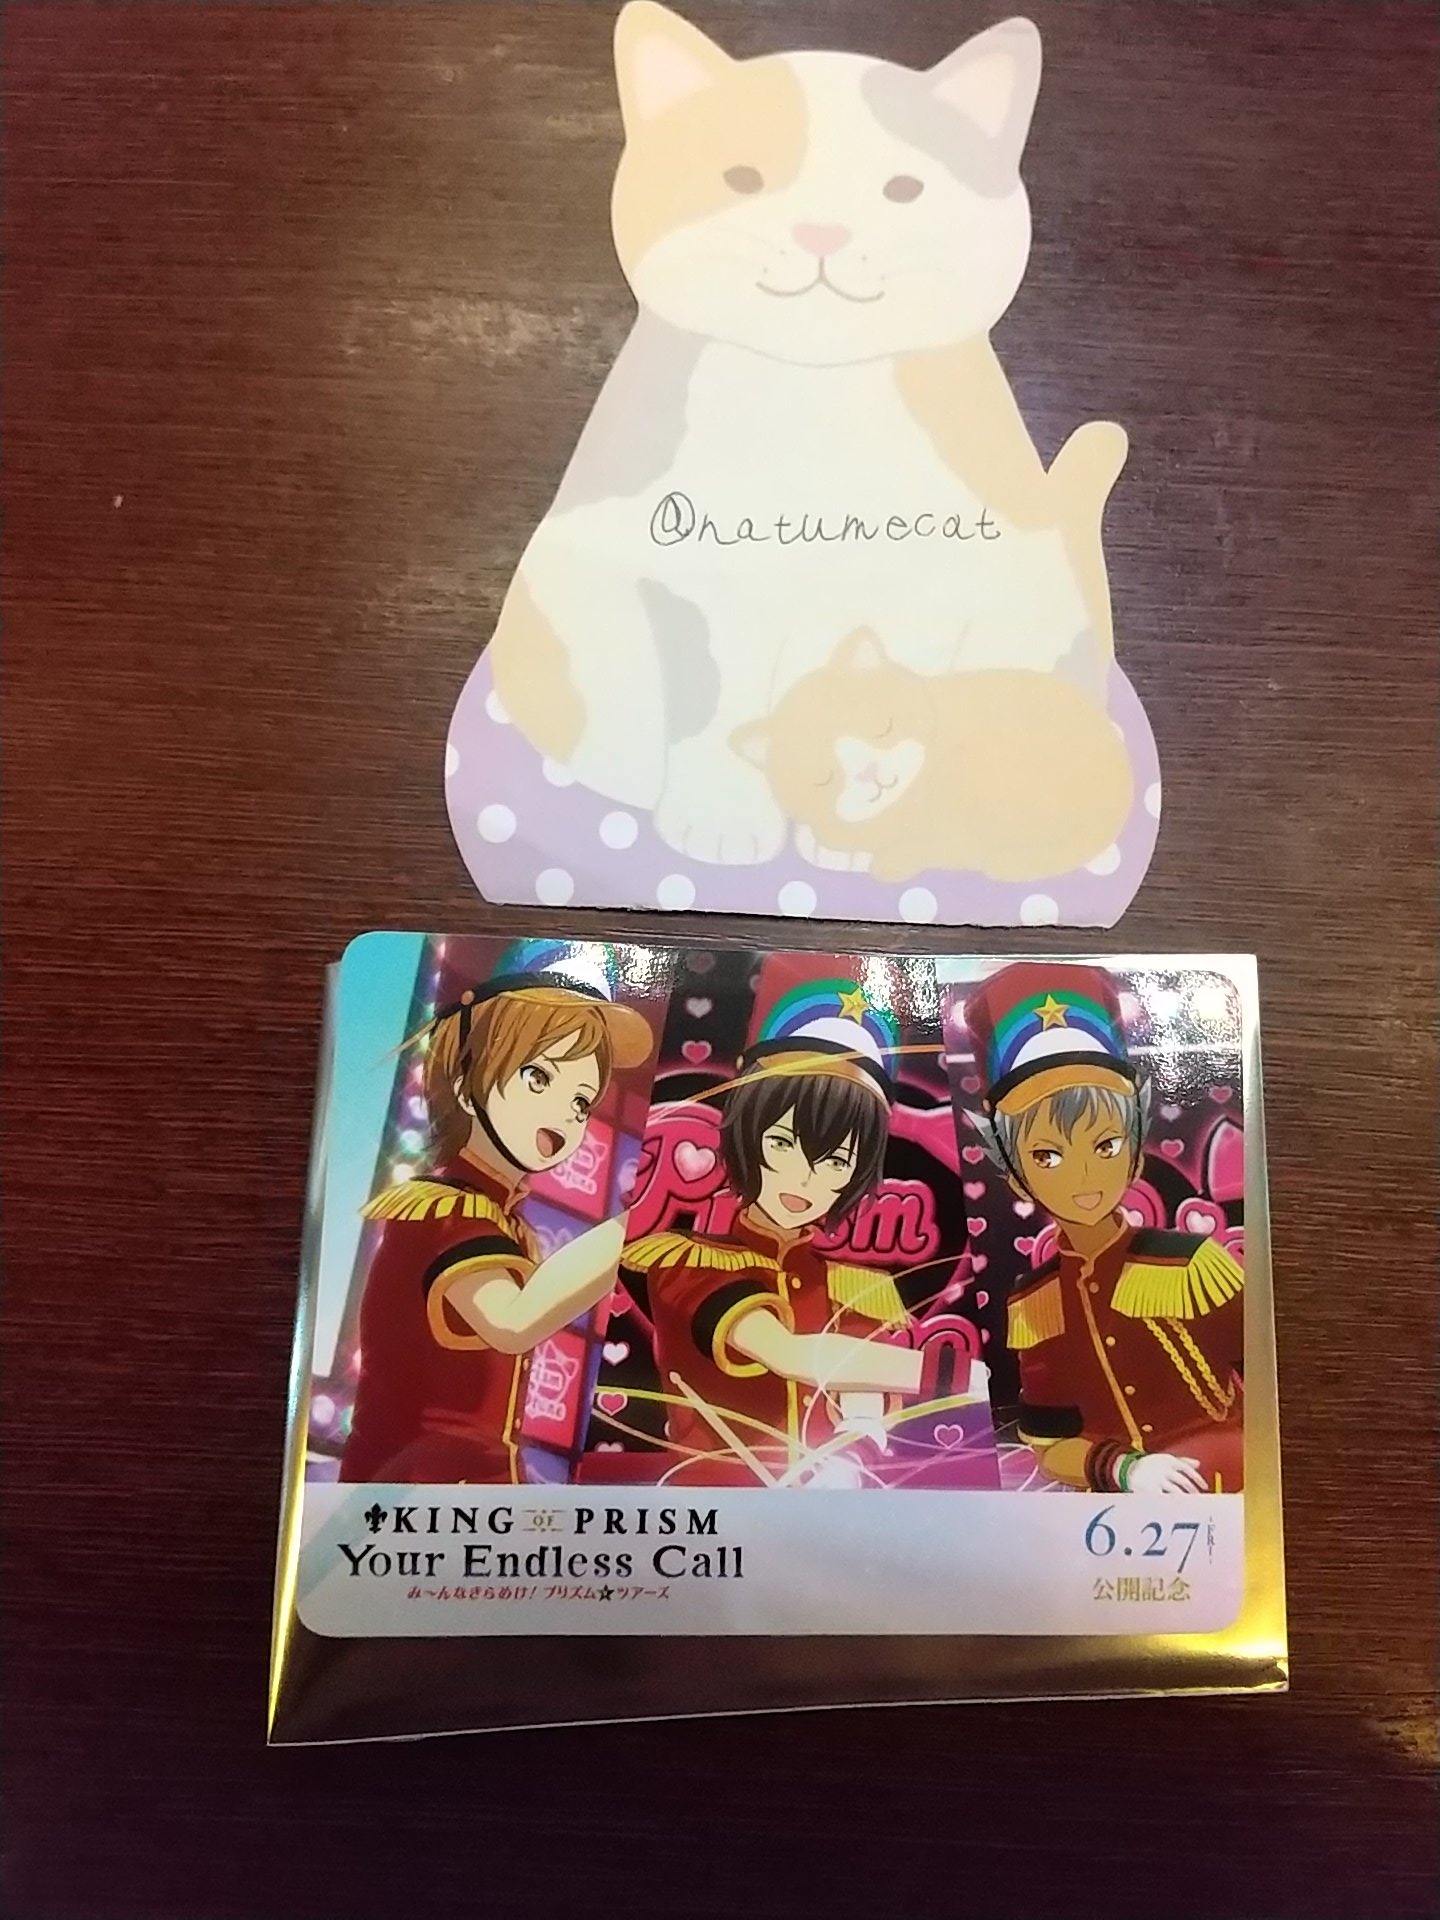 @natumecat
Prism
KING OF PRISM
Your Endless Call
み〜んなきらめけ！プリズム☆ツアーズ
6.27 -FRI-
公開記念